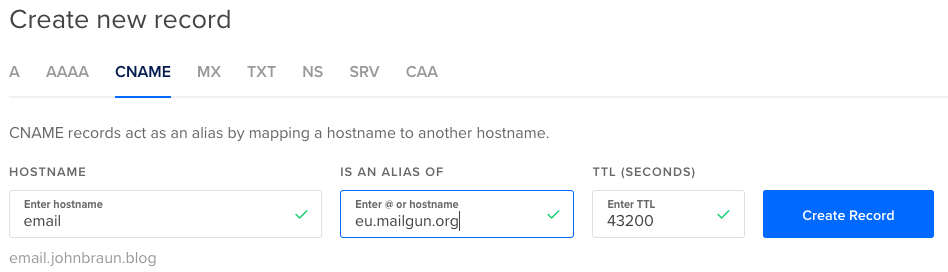 Create new record
A AAAA CNAME MX TXT NS SRV CAA
CNAME records act as an alias by mapping a hostname to another hostname.
HOSTNAME IS AN ALIAS OF TTL (SECONDS)
Enter hostname Enter @ or hostname Enter TTL
email eu.mailgun.org 43200 Create Record
email.johnbraun.blog